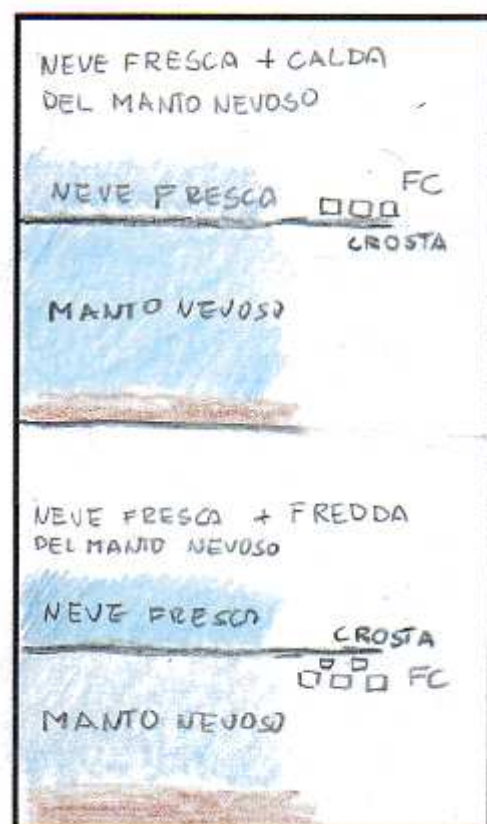 NEVE FRESCA + CALDA
DEL MANTO NEVOSO
NEVE FRESCA
FC
CROSTA
MANTO NEVOSO
NEVE FRESCA + FREDDA
DEL MANTO NEVOSO
NEVE FRESCA
CROSTA
FC
MANTO NEVOSO